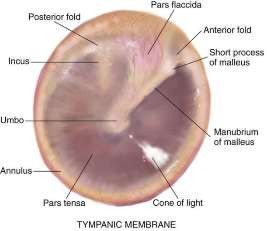 Pars flaccida
Posterior fold
Anterior fold
Incus
Short process
of malleus
Umbo
Manubrium
of malleus
Annulus
Pars tensa
Cone of light
TYMPANIC MEMBRANE